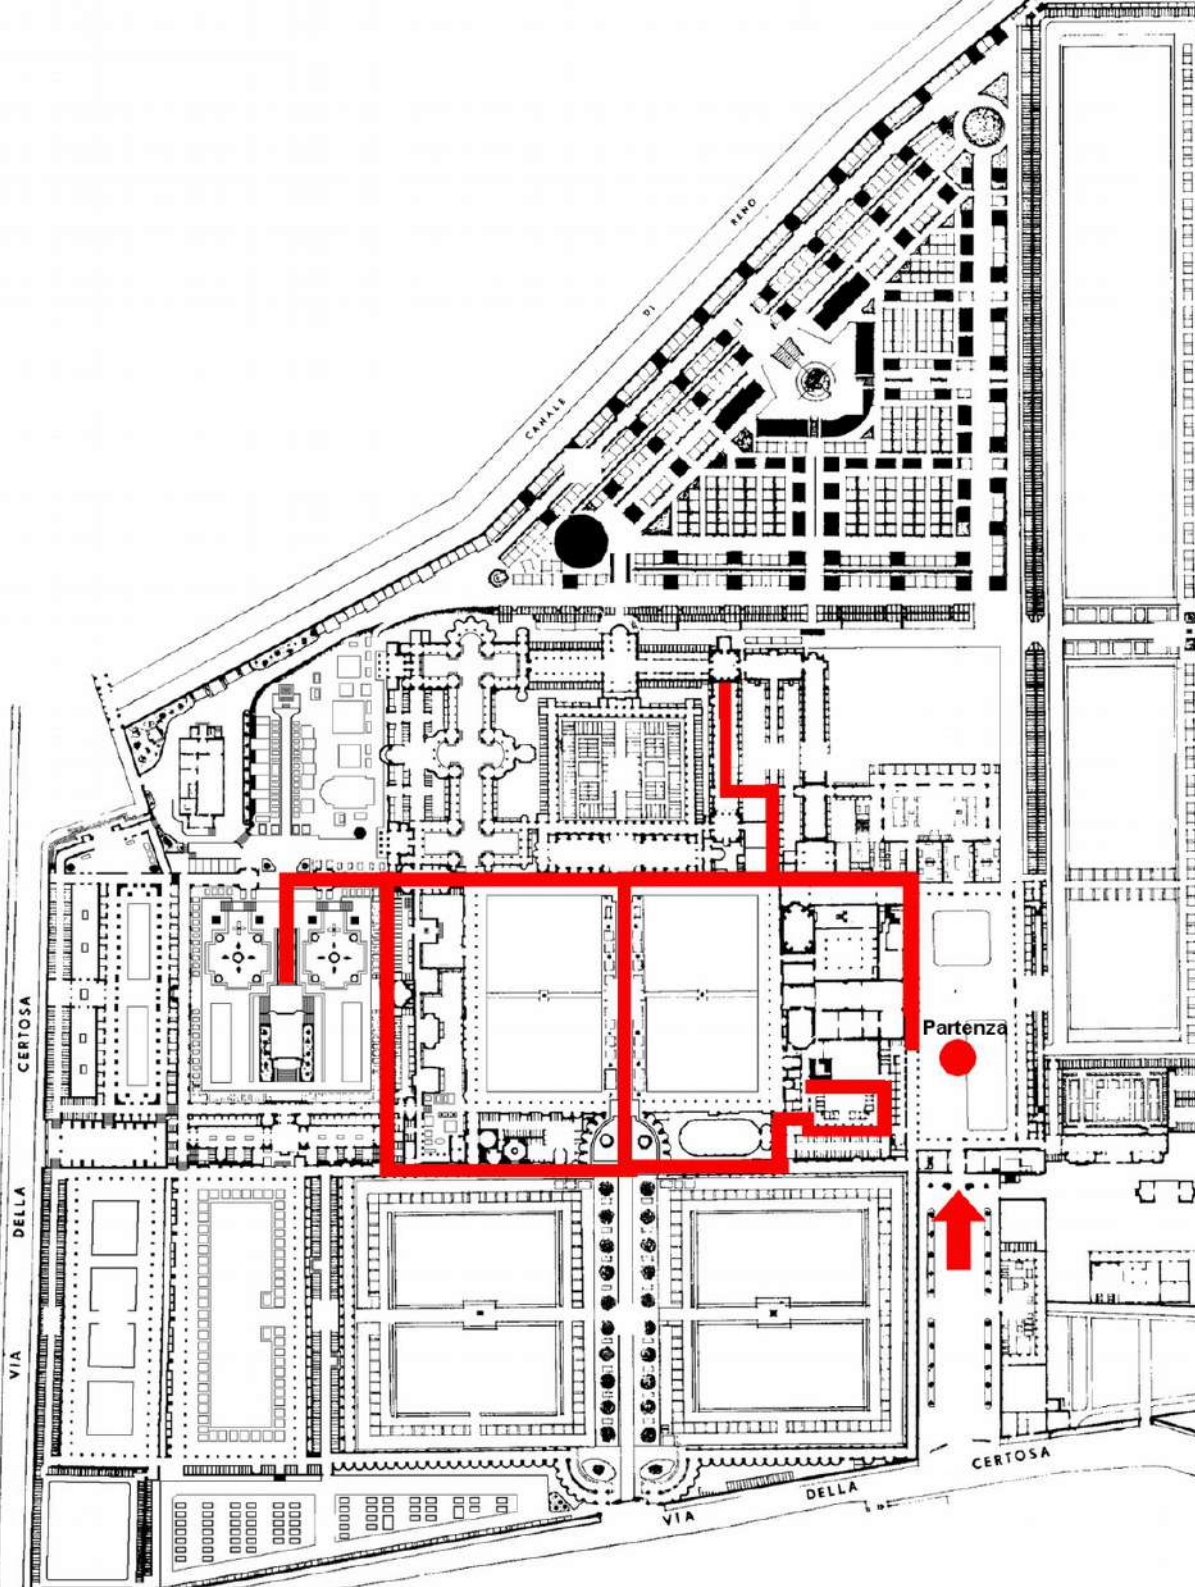 RENO
DI
CANALE
CERTOSA
DELLA
VIA
Partenza
VIA
DELLA
CERTOSA